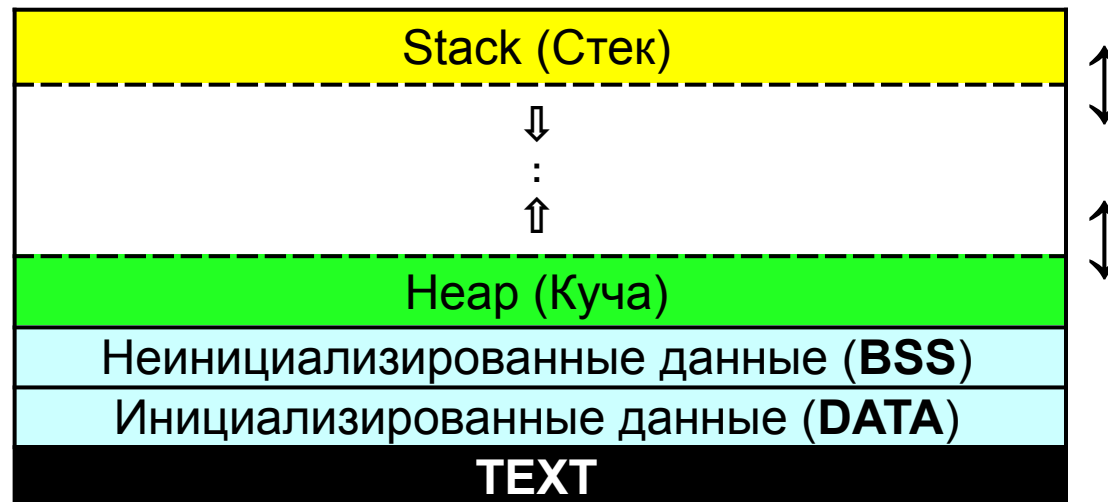 Stack (Стек)
⇩
:
⇧
Heap (Куча)
Неинициализированные данные (BSS)
Инициализированные данные (DATA)
TEXT